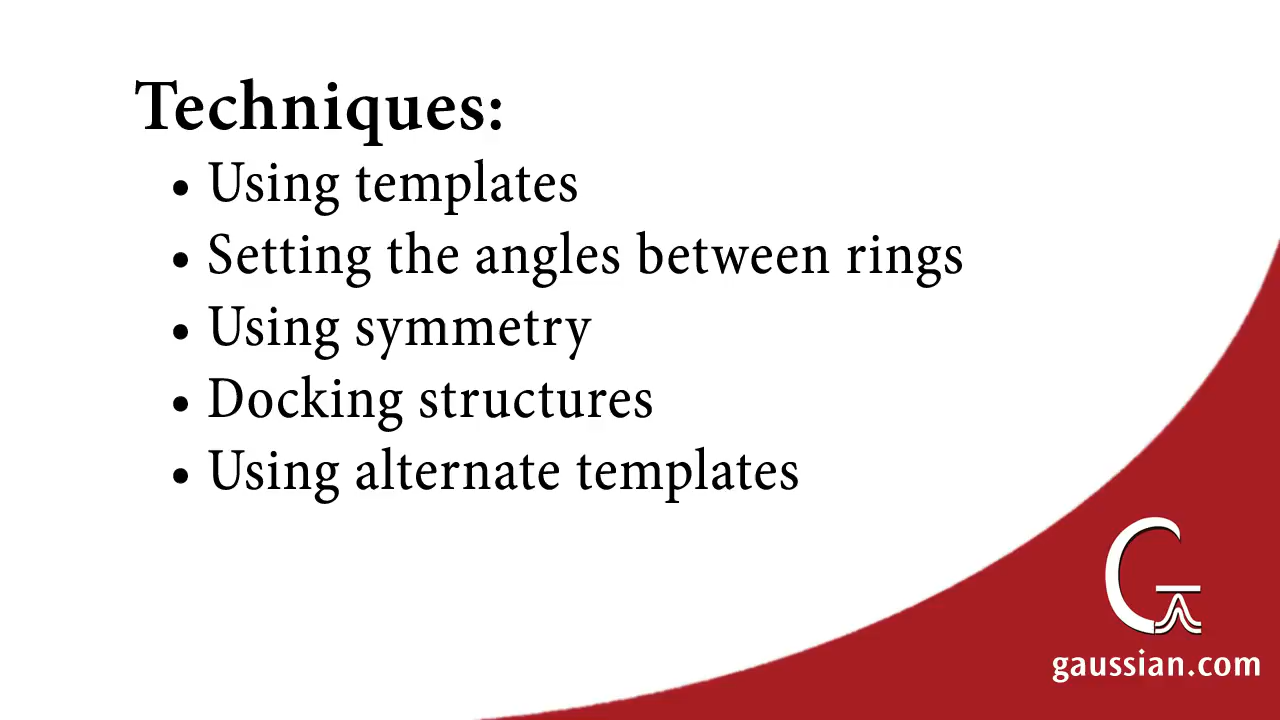 Techniques:
• Using templates
• Setting the angles between rings
• Using symmetry
• Docking structures
• Using alternate templates
G
gaussian.com